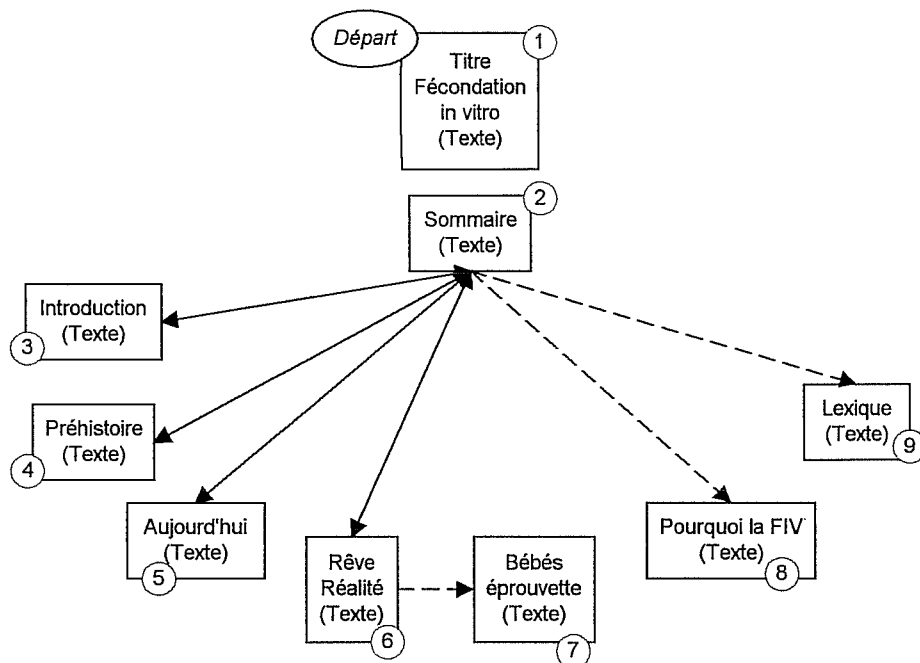 Départ
1
Titre
Fécondation
in vitro
(Texte)
2
Sommaire
(Texte)
Introduction
(Texte)
3
Préhistoire
(Texte)
4
Aujourd'hui
(Texte)
5
Rêve
Réalité
(Texte)
6
Bébés
éprouvette
(Texte)
7
Pourquoi la FIV
(Texte)
8
Lexique
(Texte)
9